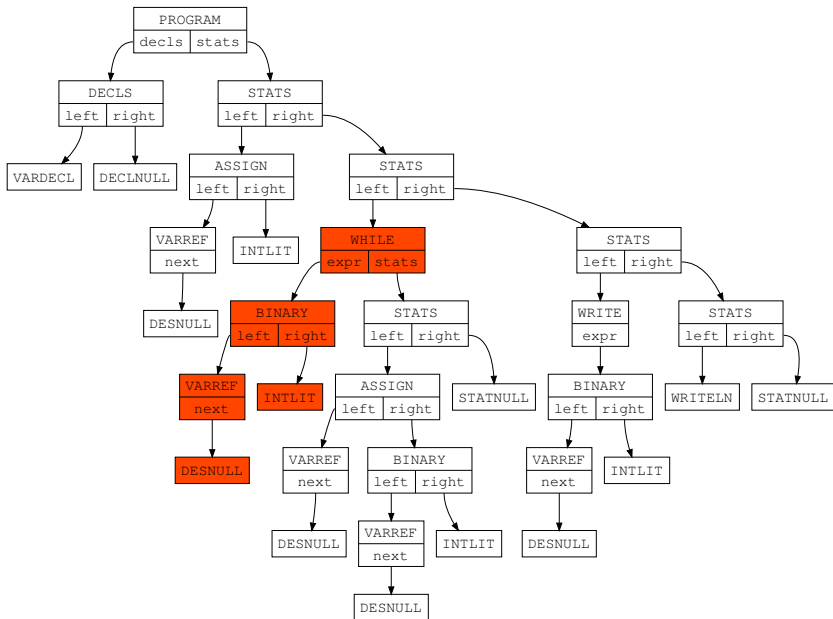 PROGRAM
decls stats
DECLS STATS
left right left right
VARDECL DECLNULL ASSIGN STATS
left right left right
VARREF INTLIT WHILE STATS
next expr stats left right
DESNULL BINARY STATS WRITE STATS
left right left right expr left right
VARREF INTLIT ASSIGN STATNULL BINARY WRITELN STATNULL
next left right left right
DESNULL VARREF BINARY VARREF INTLIT
next left right next
DESNULL VARREF INTLIT DESNULL
next
DESNULL